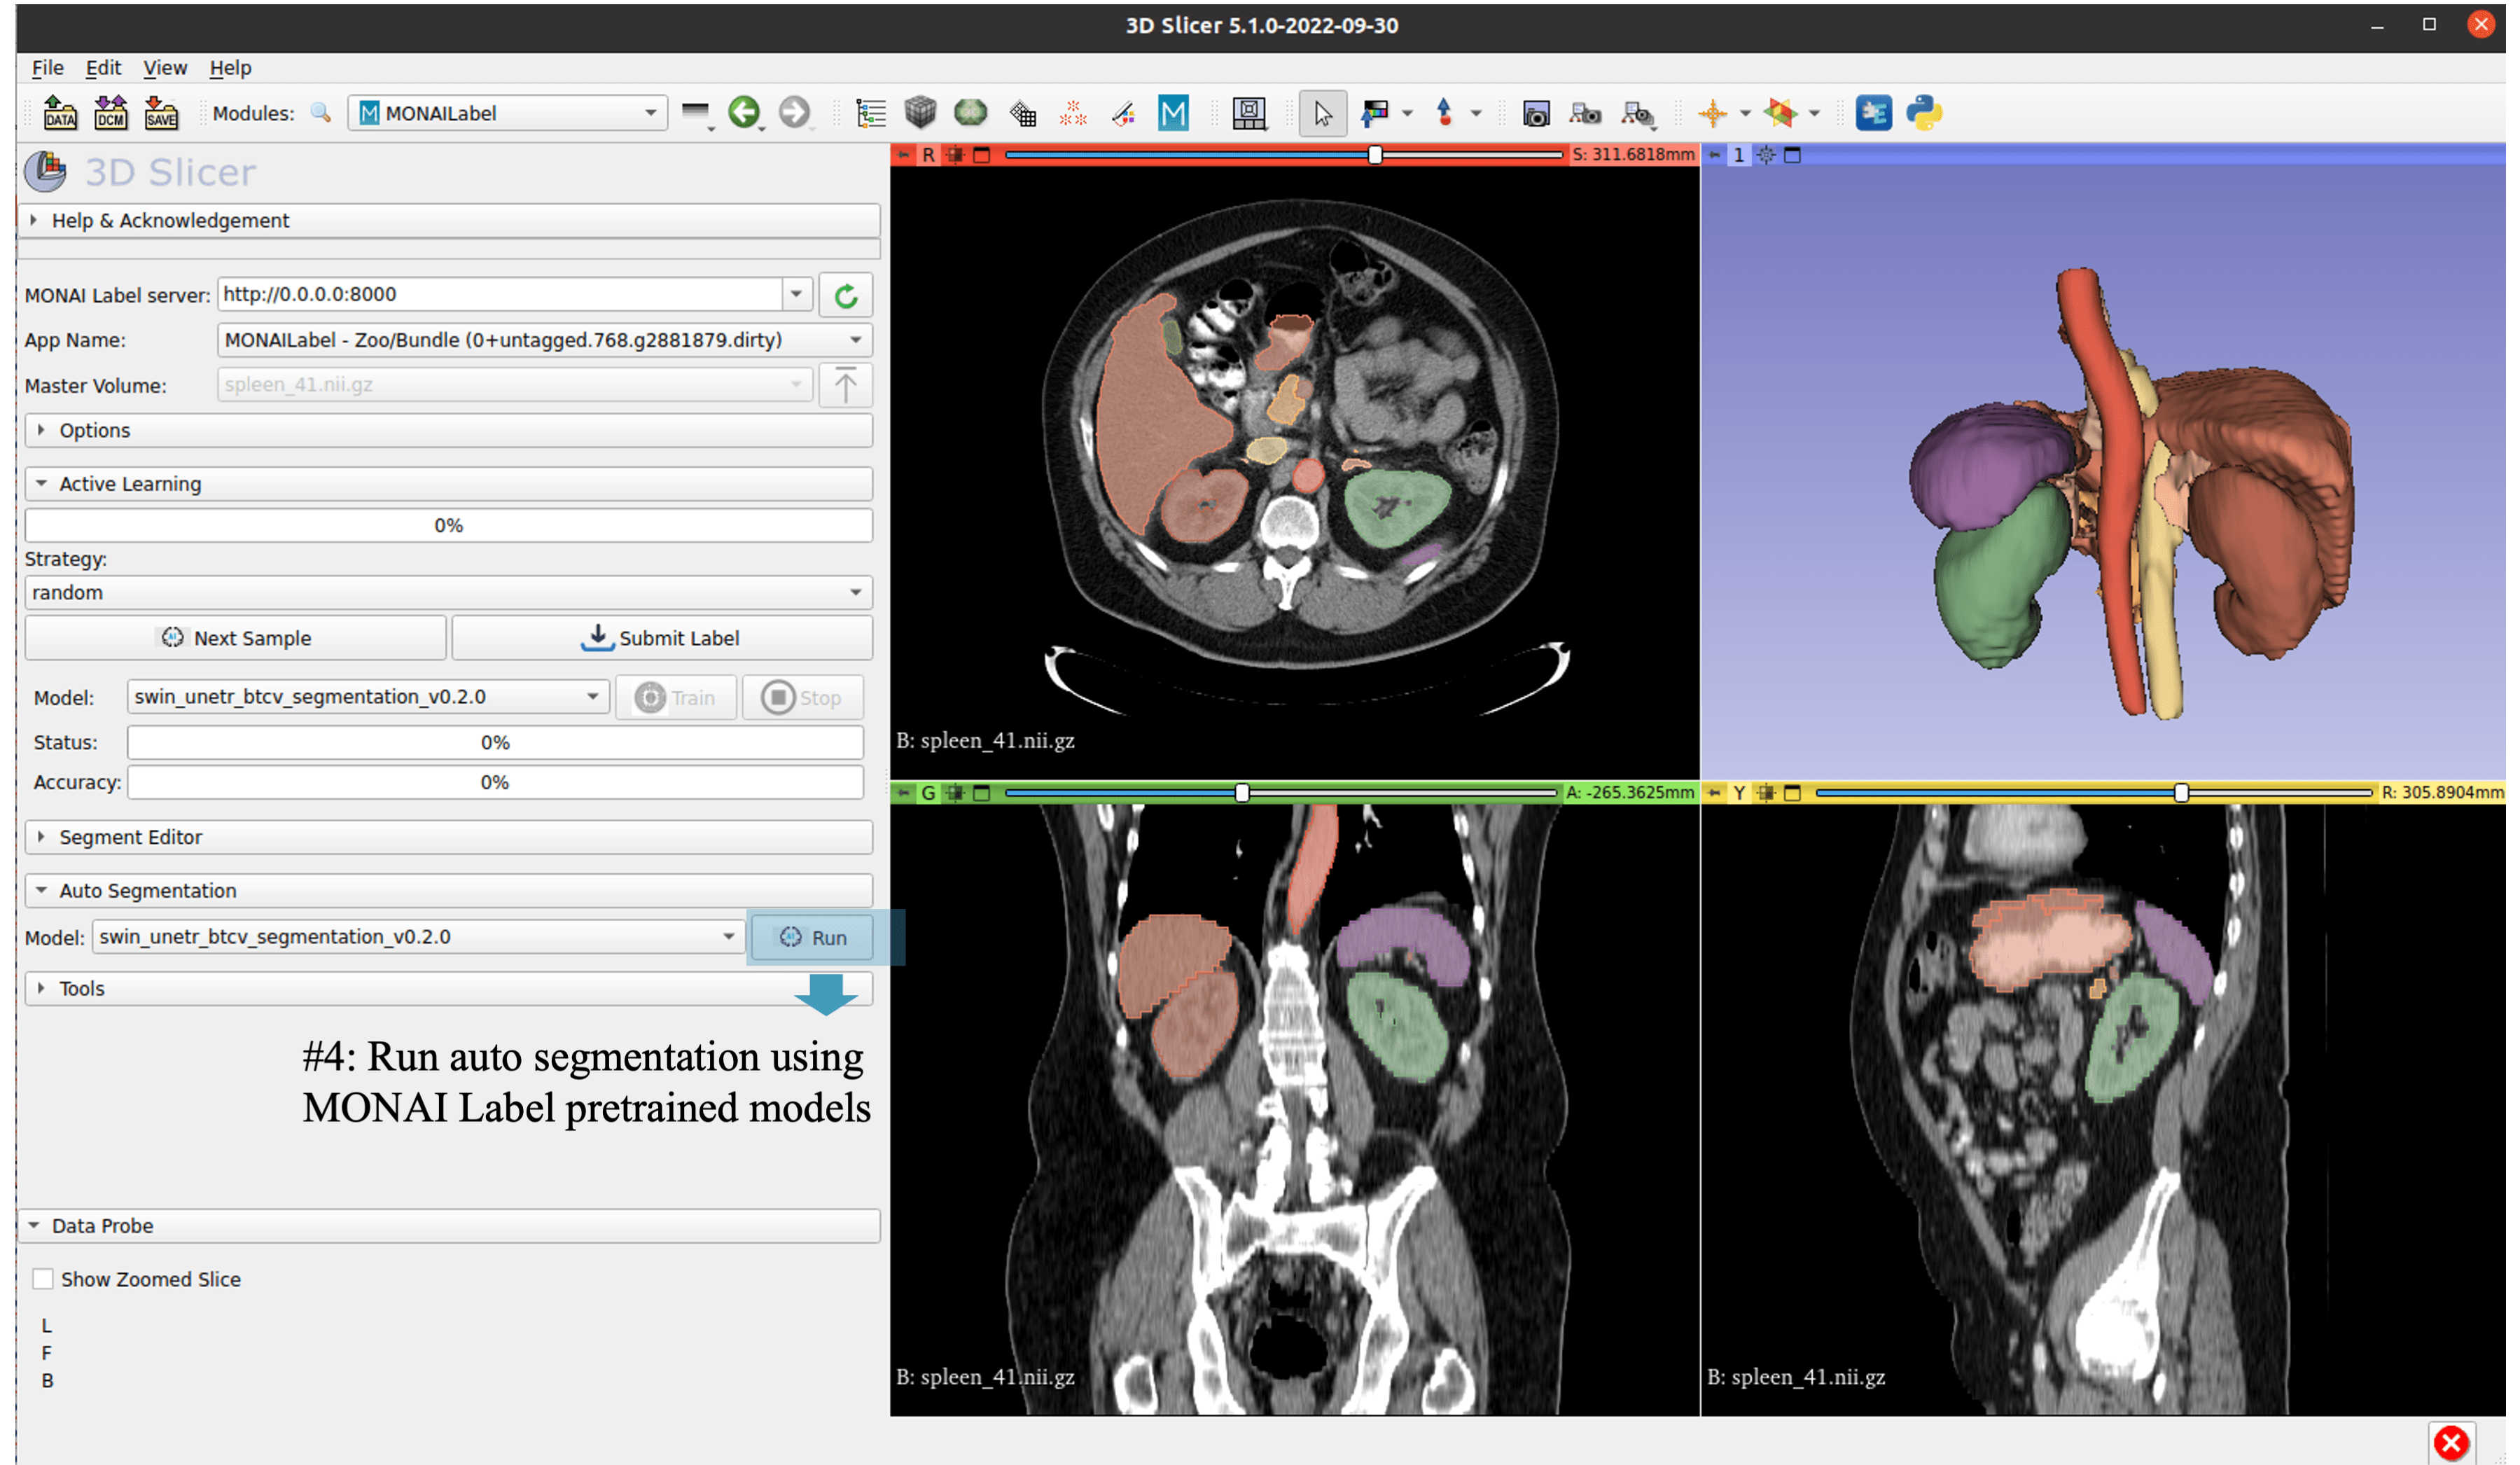 3D Slicer 5.1.0-2022-09-30
File Edit View Help
DATA DCM SAVE Modules: M MONAILabel M
3D Slicer
Help & Acknowledgement
MONAI Label server: http://0.0.0.0:8000
App Name: MONAILabel - Zoo/Bundle (0+untagged.768.g2881879.dirty)
Master Volume: spleen_41.nii.gz
Options
Active Learning
0%
Strategy:
random
Next Sample Submit Label
Model: swin_unetr_btcv_segmentation_v0.2.0 Train Stop
Status: 0%
Accuracy: 0%
Segment Editor
Auto Segmentation
Model: swin_unetr_btcv_segmentation_v0.2.0 AI Run
Tools
#4: Run auto segmentation using
MONAI Label pretrained models
Data Probe
Show Zoomed Slice
L
F
B
R S: 311.6818mm
B: spleen_41.nii.gz
1
G A: -265.3625mm
B: spleen_41.nii.gz
Y R: 305.8904mm
B: spleen_41.nii.gz